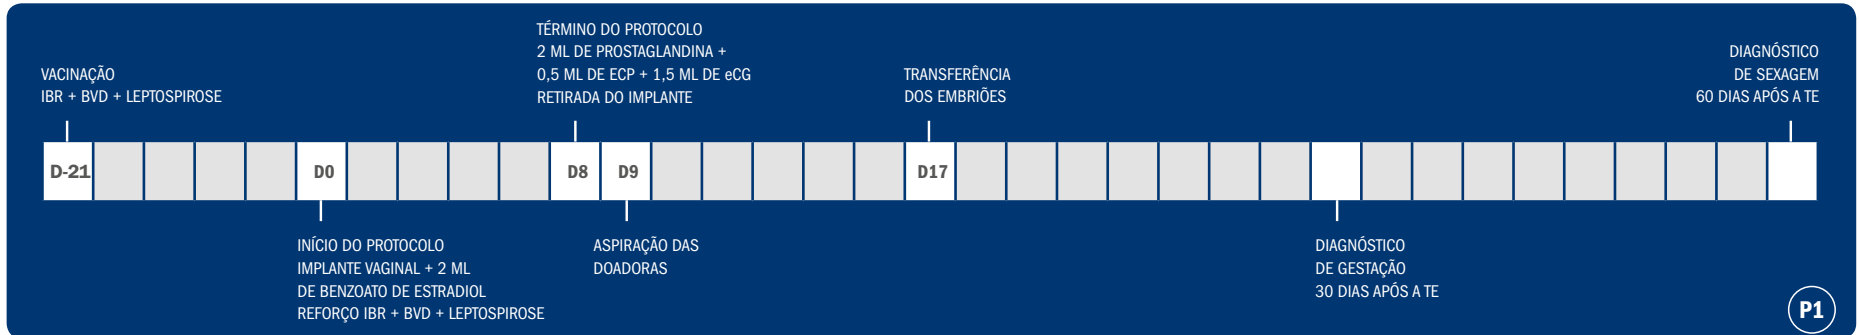 VACINAÇÃO
IBR + BVD + LEPTOSPIROSE
TÉRMINO DO PROTOCOLO
2 ML DE PROSTAGLANDINA +
0,5 ML DE ECP + 1,5 ML DE eCG
RETIRADA DO IMPLANTE
TRANSFERÊNCIA
DOS EMBRIÕES
DIAGNÓSTICO
DE SEXAGEM
60 DIAS APÓS A TE
D-21
D0
D8
D9
D17
INÍCIO DO PROTOCOLO
IMPLANTE VAGINAL + 2 ML
DE BENZOATO DE ESTRADIOL
REFORÇO IBR + BVD + LEPTOSPIROSE
ASPIRAÇÃO DAS
DOADORAS
DIAGNÓSTICO
DE GESTAÇÃO
30 DIAS APÓS A TE
P1